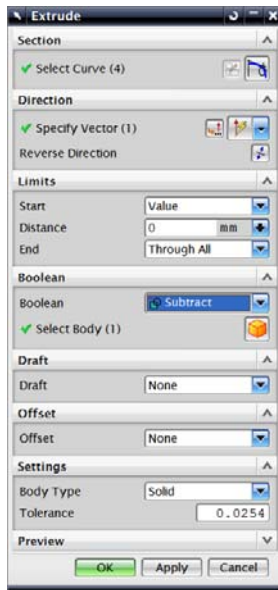 Extrude
Section
Select Curve (4)
Direction
Specify Vector (1)
Reverse Direction
Limits
Start Value
Distance 0 mm
End Through All
Boolean
Boolean Subtract
Select Body (1)
Draft
Draft None
Offset
Offset None
Settings
Body Type Solid
Tolerance 0.0254
Preview
OK Apply Cancel